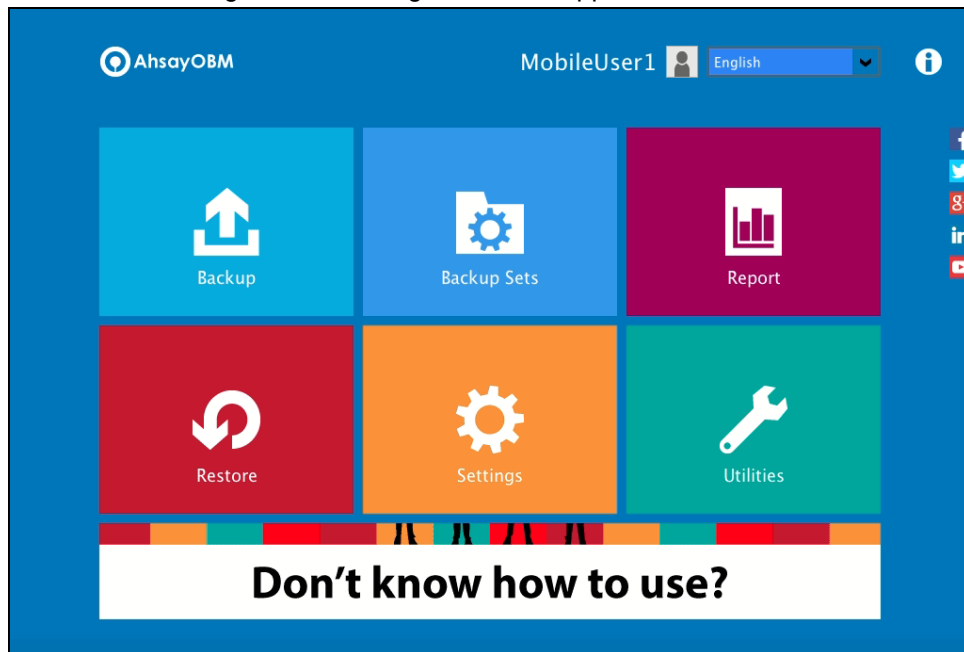 AhsayOBM
MobileUser1
English
Backup
Backup Sets
Report
Restore
Settings
Utilities
Don't know how to use?